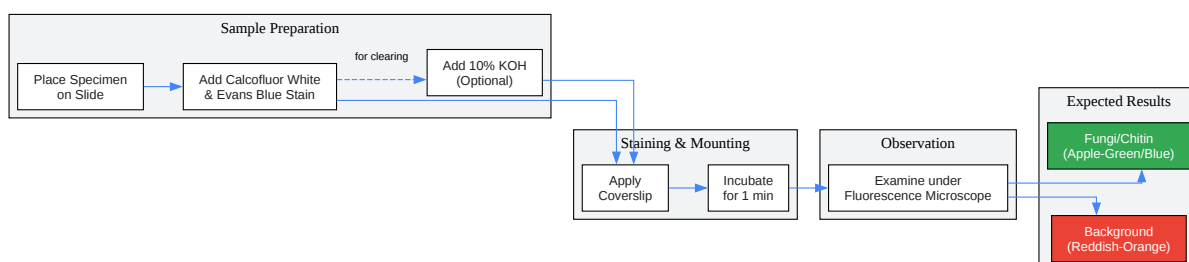 Sample Preparation
Place Specimen
on Slide
Add Calcofluor White
& Evans Blue Stain
for clearing
Add 10% KOH
(Optional)
Staining & Mounting
Apply
Coverslip
Incubate
for 1 min
Observation
Examine under
Fluorescence Microscope
Expected Results
Fungi/Chitin
(Apple-Green/Blue)
Background
(Reddish-Orange)